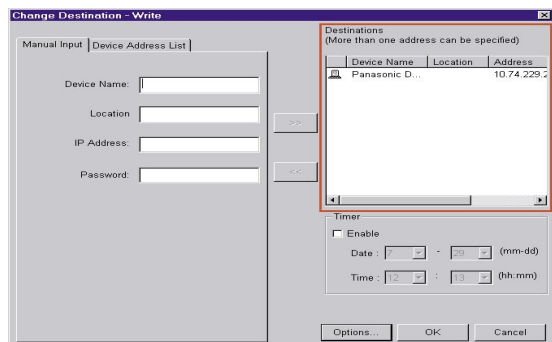 Change Destination - Write
Manual Input
Device Address List
Device Name:
Location
IP Address:
Password:
>>
<<
Destinations
(More than one address can be specified)
Device Name Location Address
Panasonic D... 10.74.229.2
Timer
Enable
Date : 7 - 29 (mm-dd)
Time : 12 : 13 (hh:mm)
Options... OK Cancel